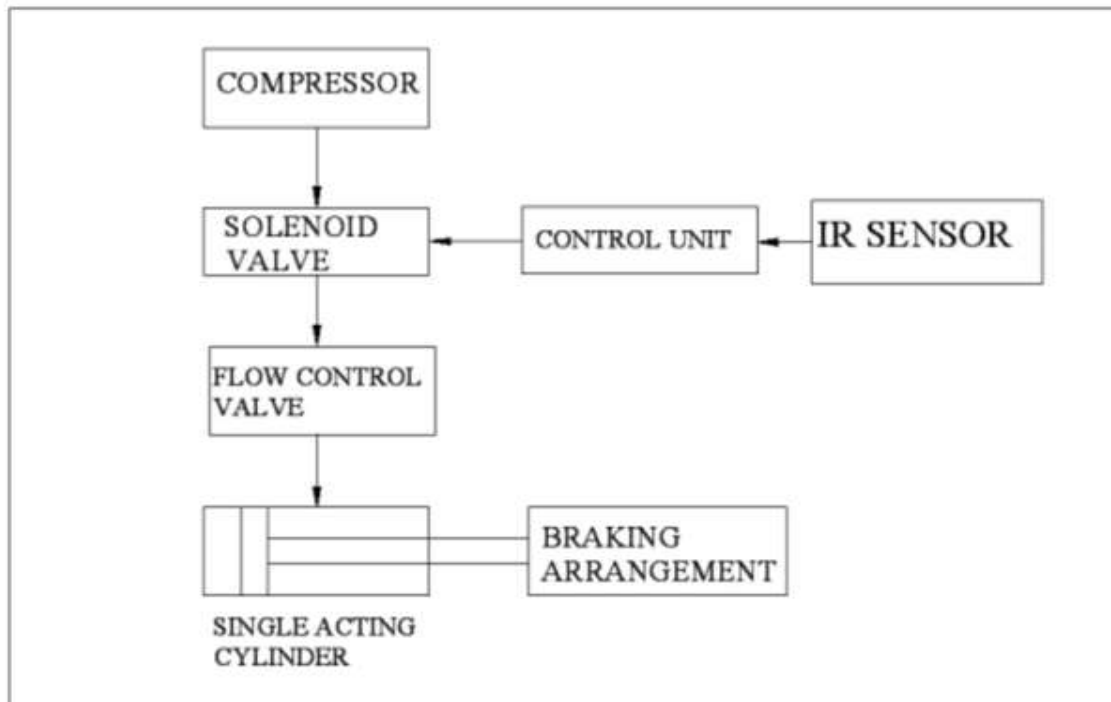 COMPRESSOR
SOLENOID
VALVE
CONTROL UNIT
IR SENSOR
FLOW CONTROL
VALVE
BRAKING
ARRANGEMENT
SINGLE ACTING
CYLINDER